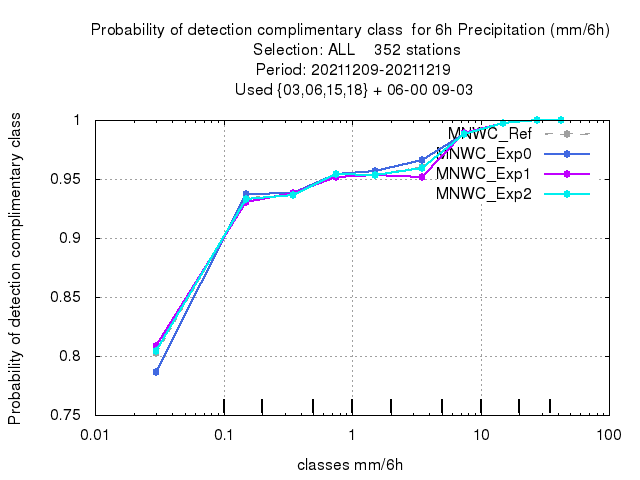 Probability of detection complimentary class  for 6h Precipitation (mm/6h)
Selection: ALL    352 stations
Period: 20211209-20211219
Used {03,06,15,18} + 06-00 09-03
Probability of detection complimentary class
1
0.95
0.9
0.85
0.8
0.75
MNWC_Ref
MNWC_Exp0
MNWC_Exp1
MNWC_Exp2
0.01 0.1 1 10 100
classes mm/6h